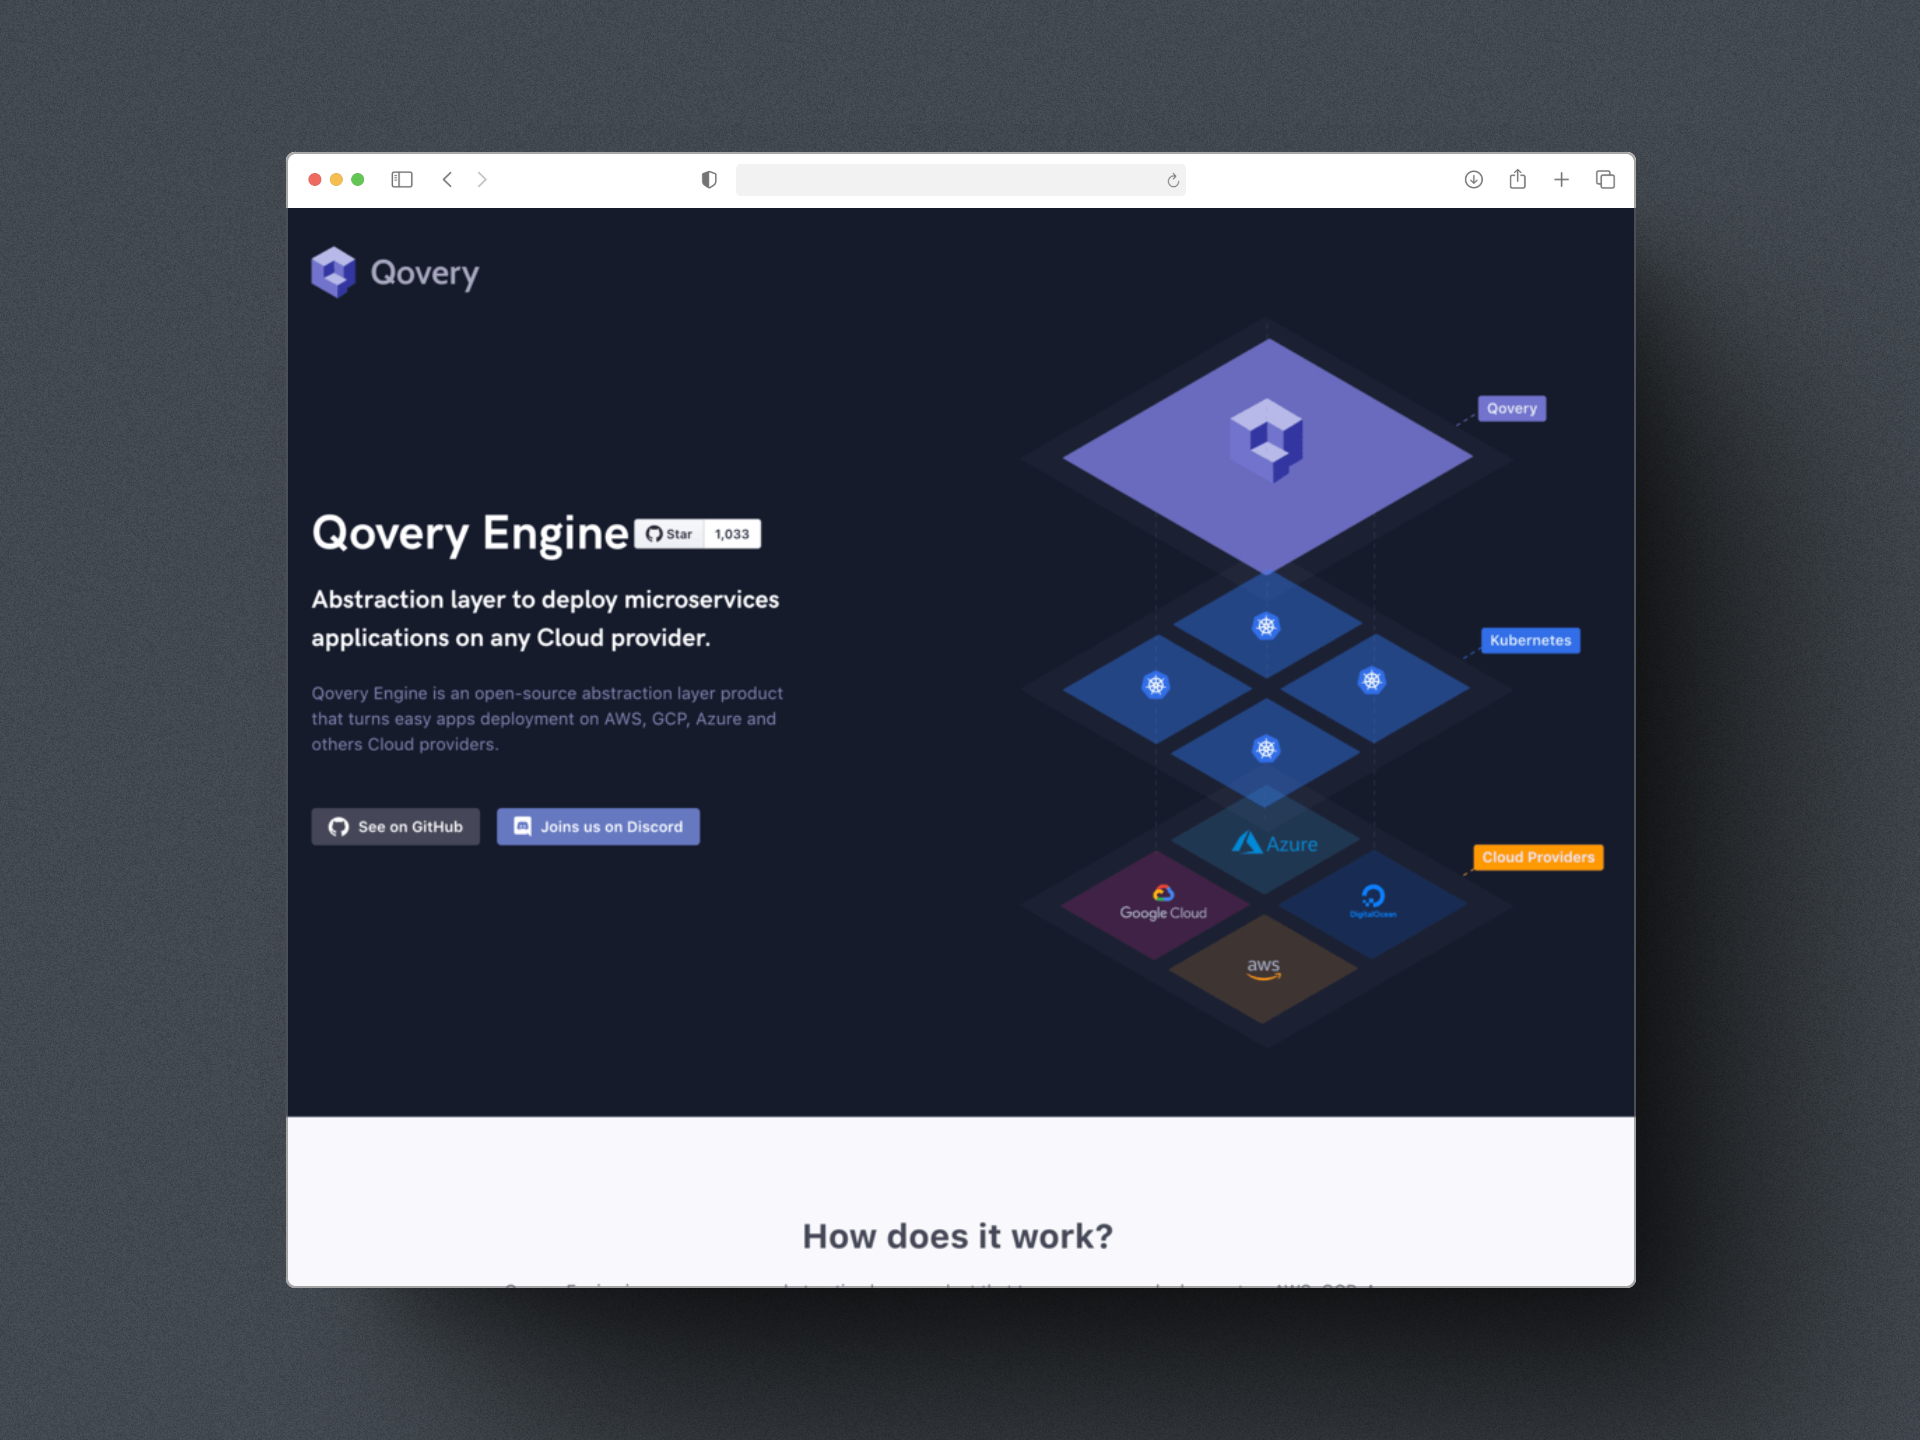 Qovery
Qovery Engine
Star 1,033
Abstraction layer to deploy microservices
applications on any Cloud provider.
Qovery Engine is an open-source abstraction layer product
that turns easy apps deployment on AWS, GCP, Azure and
others Cloud providers.
See on GitHub
Joins us on Discord
Qovery
Kubernetes
Cloud Providers
Azure
Google Cloud
DigitalOcean
aws
How does it work?